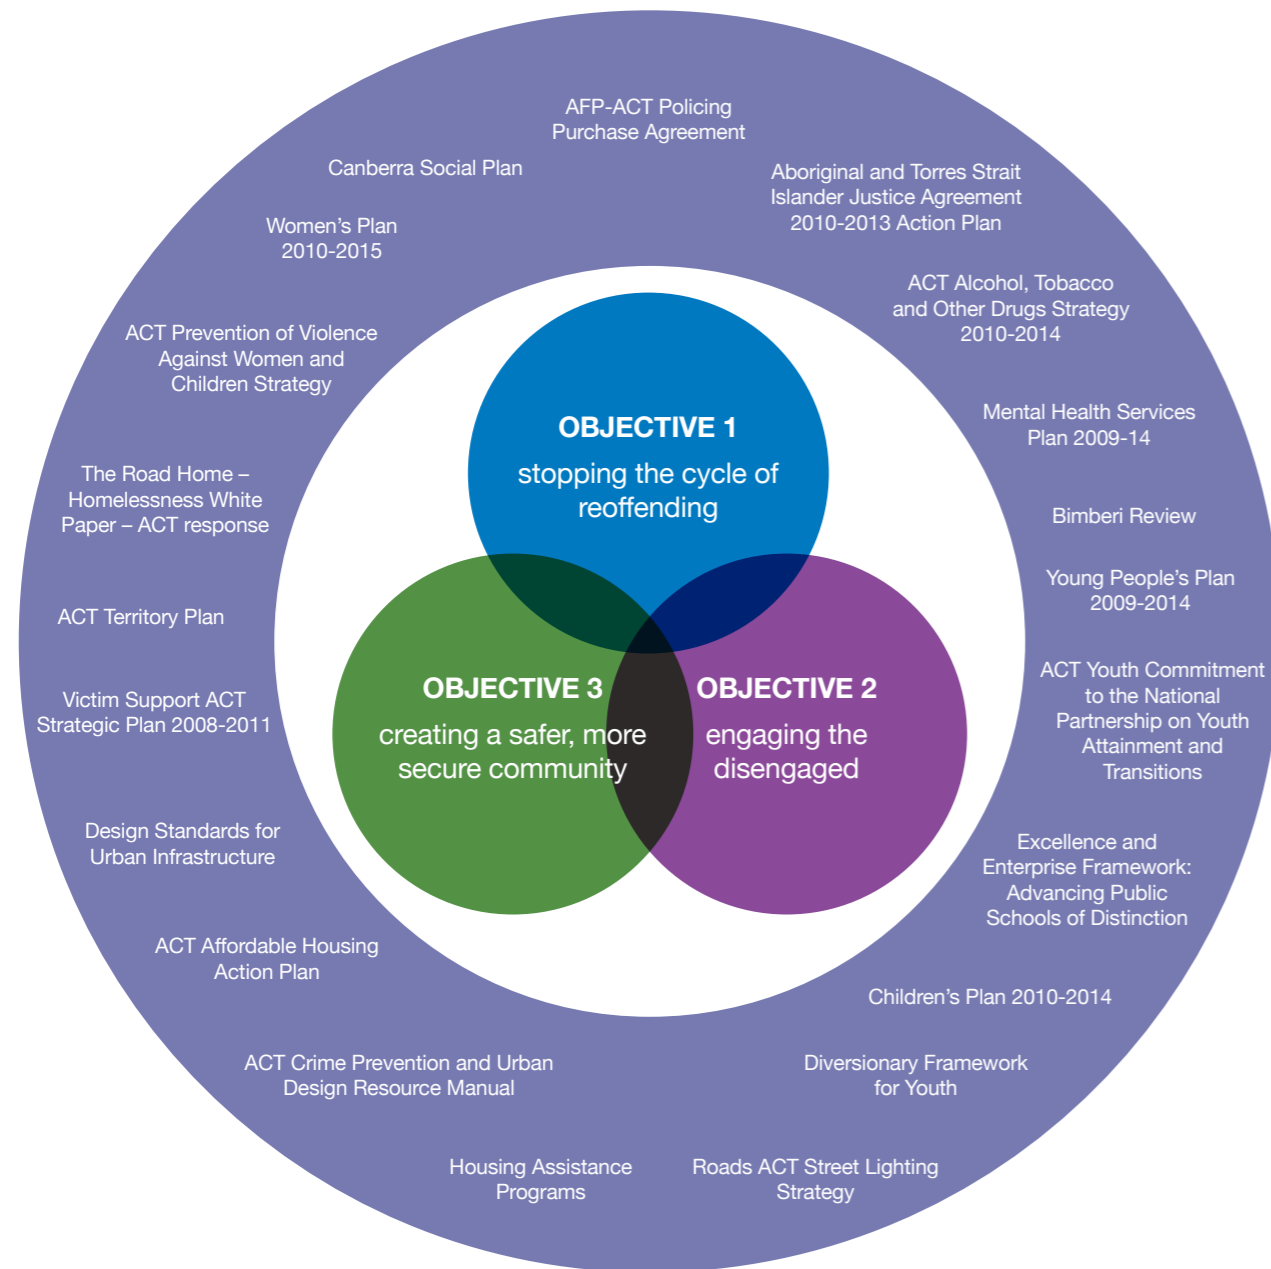 AFP-ACT Policing
Purchase Agreement
Aboriginal and Torres Strait
Islander Justice Agreement
2010-2013 Action Plan
ACT Alcohol, Tobacco
and Other Drugs Strategy
2010-2014
Mental Health Services
Plan 2009-14
Bimberi Review
Young People’s Plan
2009-2014
ACT Youth Commitment
to the National
Partnership on Youth
Attainment and
Transitions
Excellence and
Enterprise Framework:
Advancing Public
Schools of Distinction
Children’s Plan 2010-2014
Diversionary Framework
for Youth
Roads ACT Street Lighting
Strategy
Housing Assistance
Programs
ACT Crime Prevention and Urban
Design Resource Manual
ACT Affordable Housing
Action Plan
Design Standards for
Urban Infrastructure
Victim Support ACT
Strategic Plan 2008-2011
ACT Territory Plan
The Road Home –
Homelessness White
Paper – ACT response
ACT Prevention of Violence
Against Women and
Children Strategy
Women’s Plan
2010-2015
Canberra Social Plan
OBJECTIVE 1
stopping the cycle of
reoffending
OBJECTIVE 2
engaging the
disengaged
OBJECTIVE 3
creating a safer, more
secure community